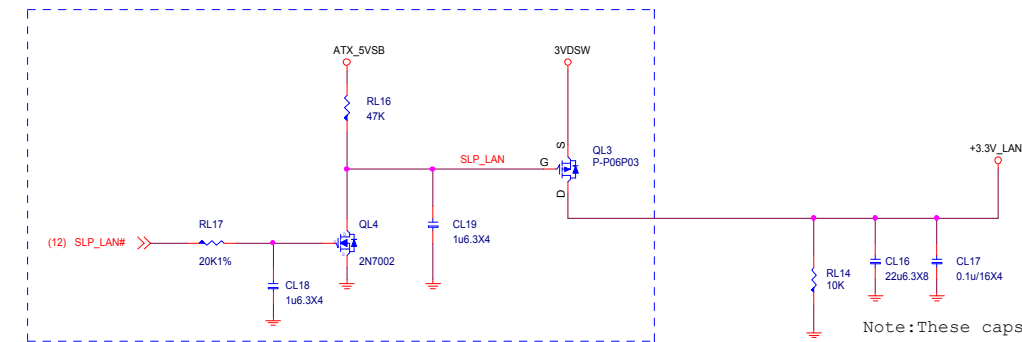 ATX_5VSB
3VDSW
RL16
47K
S
QL3
P-P06P03
G
SLP_LAN
D
+3.3V_LAN
(12) SLP_LAN#
RL17
20K1%
QL4
2N7002
CL19
1u6.3X4
CL18
1u6.3X4
RL14
10K
CL16
22u6.3X8
CL17
0.1u/16X4
Note:These caps